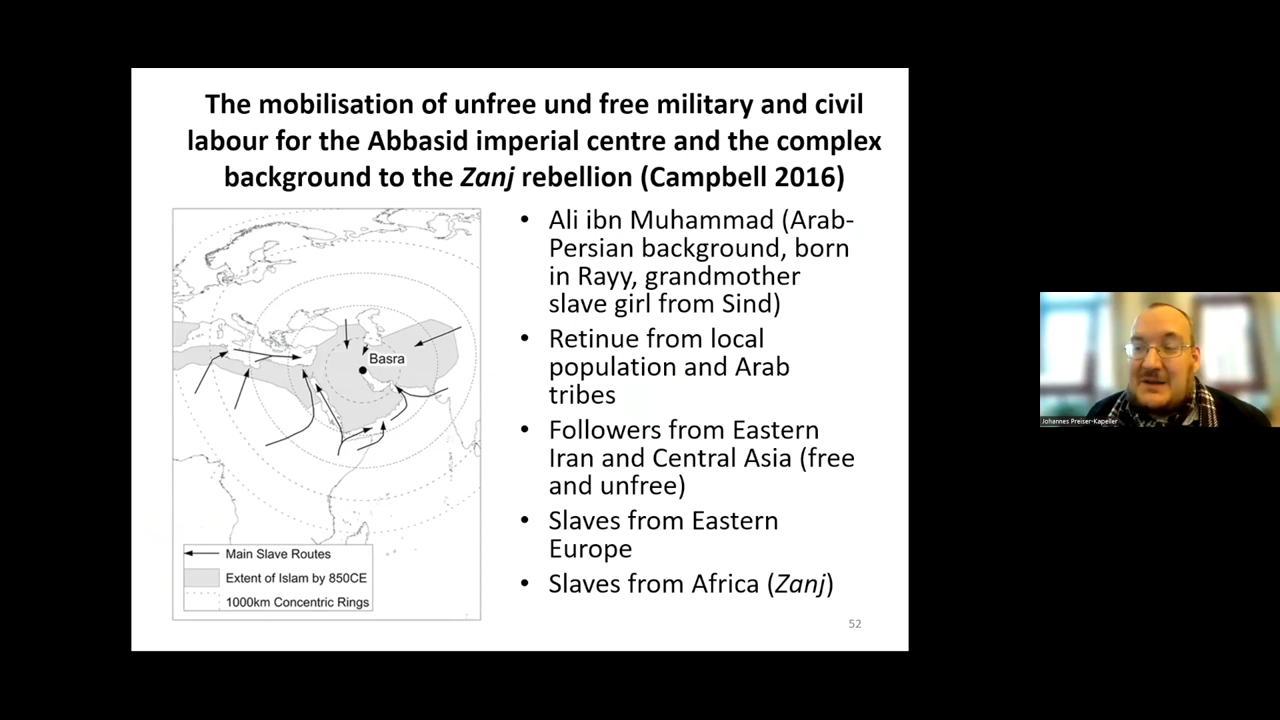 The mobilisation of unfree und free military and civil
labour for the Abbasid imperial centre and the complex
background to the Zanj rebellion (Campbell 2016)
Basra
Main Slave Routes
Extent of Islam by 850CE
1000km Concentric Rings
• Ali ibn Muhammad (Arab-
Persian background, born
in Rayy, grandmother
slave girl from Sind)
• Retinue from local
population and Arab
tribes
• Followers from Eastern
Iran and Central Asia (free
and unfree)
• Slaves from Eastern
Europe
• Slaves from Africa (Zanj)
52
Johannes Preiser-Kapeller